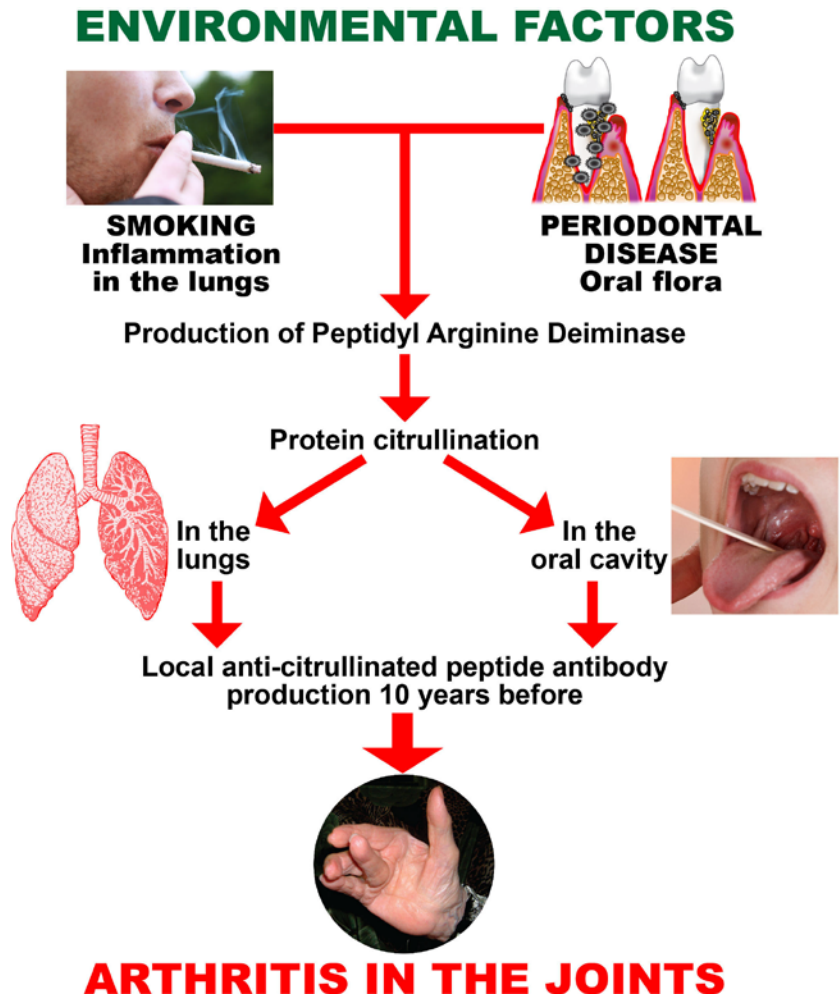 ENVIRONMENTAL FACTORS
SMOKING
Inflammation
in the lungs
PERIODONTAL
DISEASE
Oral flora
Production of Peptidyl Arginine Deiminase
Protein citrullination
In the
lungs
In the
oral cavity
Local anti-citrullinated peptide antibody
production 10 years before
ARTHRITIS IN THE JOINTS